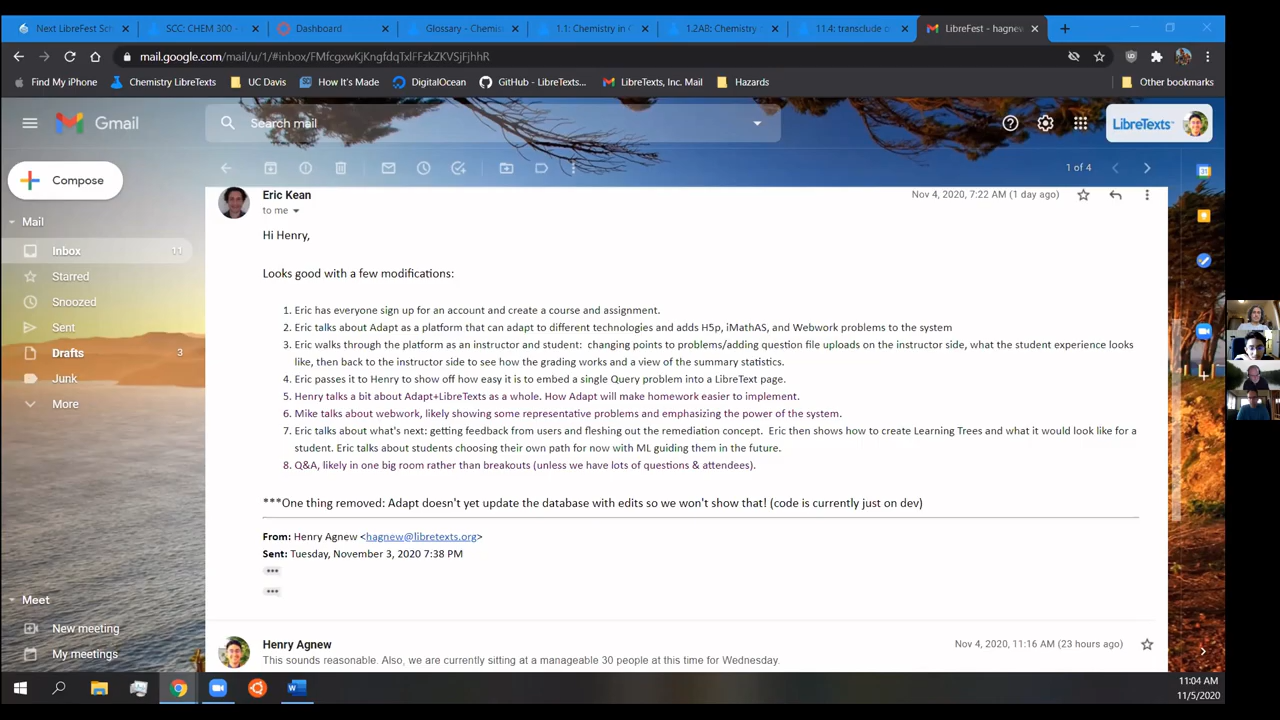 Next LibreFest Sch
SCC: CHEM 300 -
Dashboard
Glossary - Chemis
1.1: Chemistry in
1.2AB: Chemistry
11.4: transclude o
LibreFest - hagnew
mail.google.com/mail/u/1/#inbox/FMfcgxwKjKngfdqTxlFFzkZKVSjFjhhR
Find My iPhone
Chemistry LibreTexts
UC Davis
How It's Made
DigitalOcean
GitHub - LibreTexts...
LibreTexts, Inc. Mail
Hazards
Other bookmarks
Gmail
Search mail
LibreTexts™
Compose
1 of 4
Mail
Inbox 11
Starred
Snoozed
Sent
Drafts 3
Junk
More
Meet
New meeting
My meetings
Eric Kean
Nov 4, 2020, 7:22 AM (1 day ago)
to me
Hi Henry,
Looks good with a few modifications:
1. Eric has everyone sign up for an account and create a course and assignment.
2. Eric talks about Adapt as a platform that can adapt to different technologies and adds H5p, iMathAS, and Webwork problems to the system
3. Eric walks through the platform as an instructor and student: changing points to problems/adding question file uploads on the instructor side, what the student experience looks
like, then back to the instructor side to see how the grading works and a view of the summary statistics.
4. Eric passes it to Henry to show off how easy it is to embed a single Query problem into a LibreText page.
5. Henry talks a bit about Adapt+LibreTexts as a whole. How Adapt will make homework easier to implement.
6. Mike talks about webwork, likely showing some representative problems and emphasizing the power of the system.
7. Eric talks about what's next: getting feedback from users and fleshing out the remediation concept. Eric then shows how to create Learning Trees and what it would look like for a
student. Eric talks about students choosing their own path for now with ML guiding them in the future.
8. Q&A, likely in one big room rather than breakouts (unless we have lots of questions & attendees).
***One thing removed: Adapt doesn't yet update the database with edits so we won't show that! (code is currently just on dev)
From: Henry Agnew <hagnew@libretexts.org>
Sent: Tuesday, November 3, 2020 7:38 PM
Henry Agnew
Nov 4, 2020, 11:16 AM (23 hours ago)
This sounds reasonable. Also, we are currently sitting at a manageable 30 people at this time for Wednesday.
11:04 AM
11/5/2020